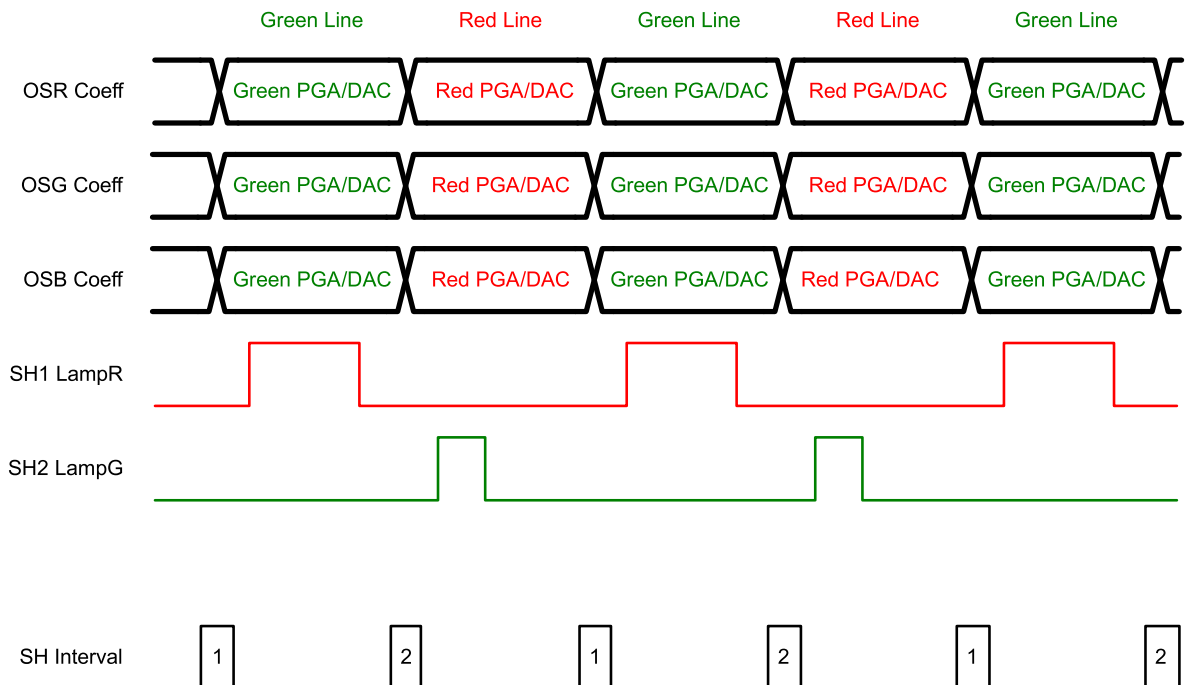 Green Line Red Line Green Line Red Line Green Line
OSR Coeff Green PGA/DAC Red PGA/DAC Green PGA/DAC Red PGA/DAC Green PGA/DAC
OSG Coeff Green PGA/DAC Red PGA/DAC Green PGA/DAC Red PGA/DAC Green PGA/DAC
OSB Coeff Green PGA/DAC Red PGA/DAC Green PGA/DAC Red PGA/DAC Green PGA/DAC
SH1 LampR
SH2 LampG
SH Interval 1 2 1 2 1 2